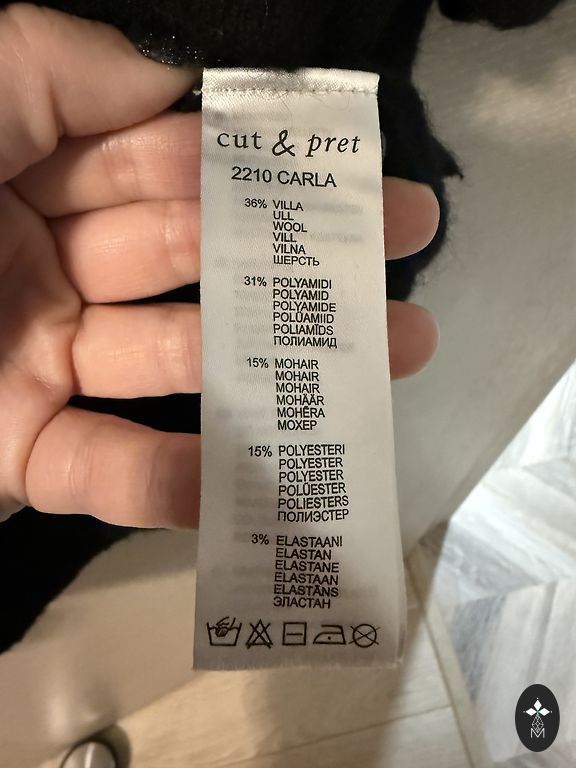 cut & pret
2210 CARLA
36% VILLA
ULL
WOOL
VILL
VILNA
ШЕРСТЬ
31% POLYAMIDI
POLYAMID
POLYAMIDE
POLÜAMIID
POLIAMĪDS
ПОЛИАМИД
15% MOHAIR
MOHAIR
MOHAIR
MOHÄÄR
MOHĒRA
МОХЕР
15% POLYESTERI
POLYESTER
POLYESTER
POLÜESTER
POLIESTERS
ПОЛИЭСТЕР
3% ELASTAANI
ELASTAN
ELASTANE
ELASTAAN
ELASTĀNS
ЭЛАСТАН
M